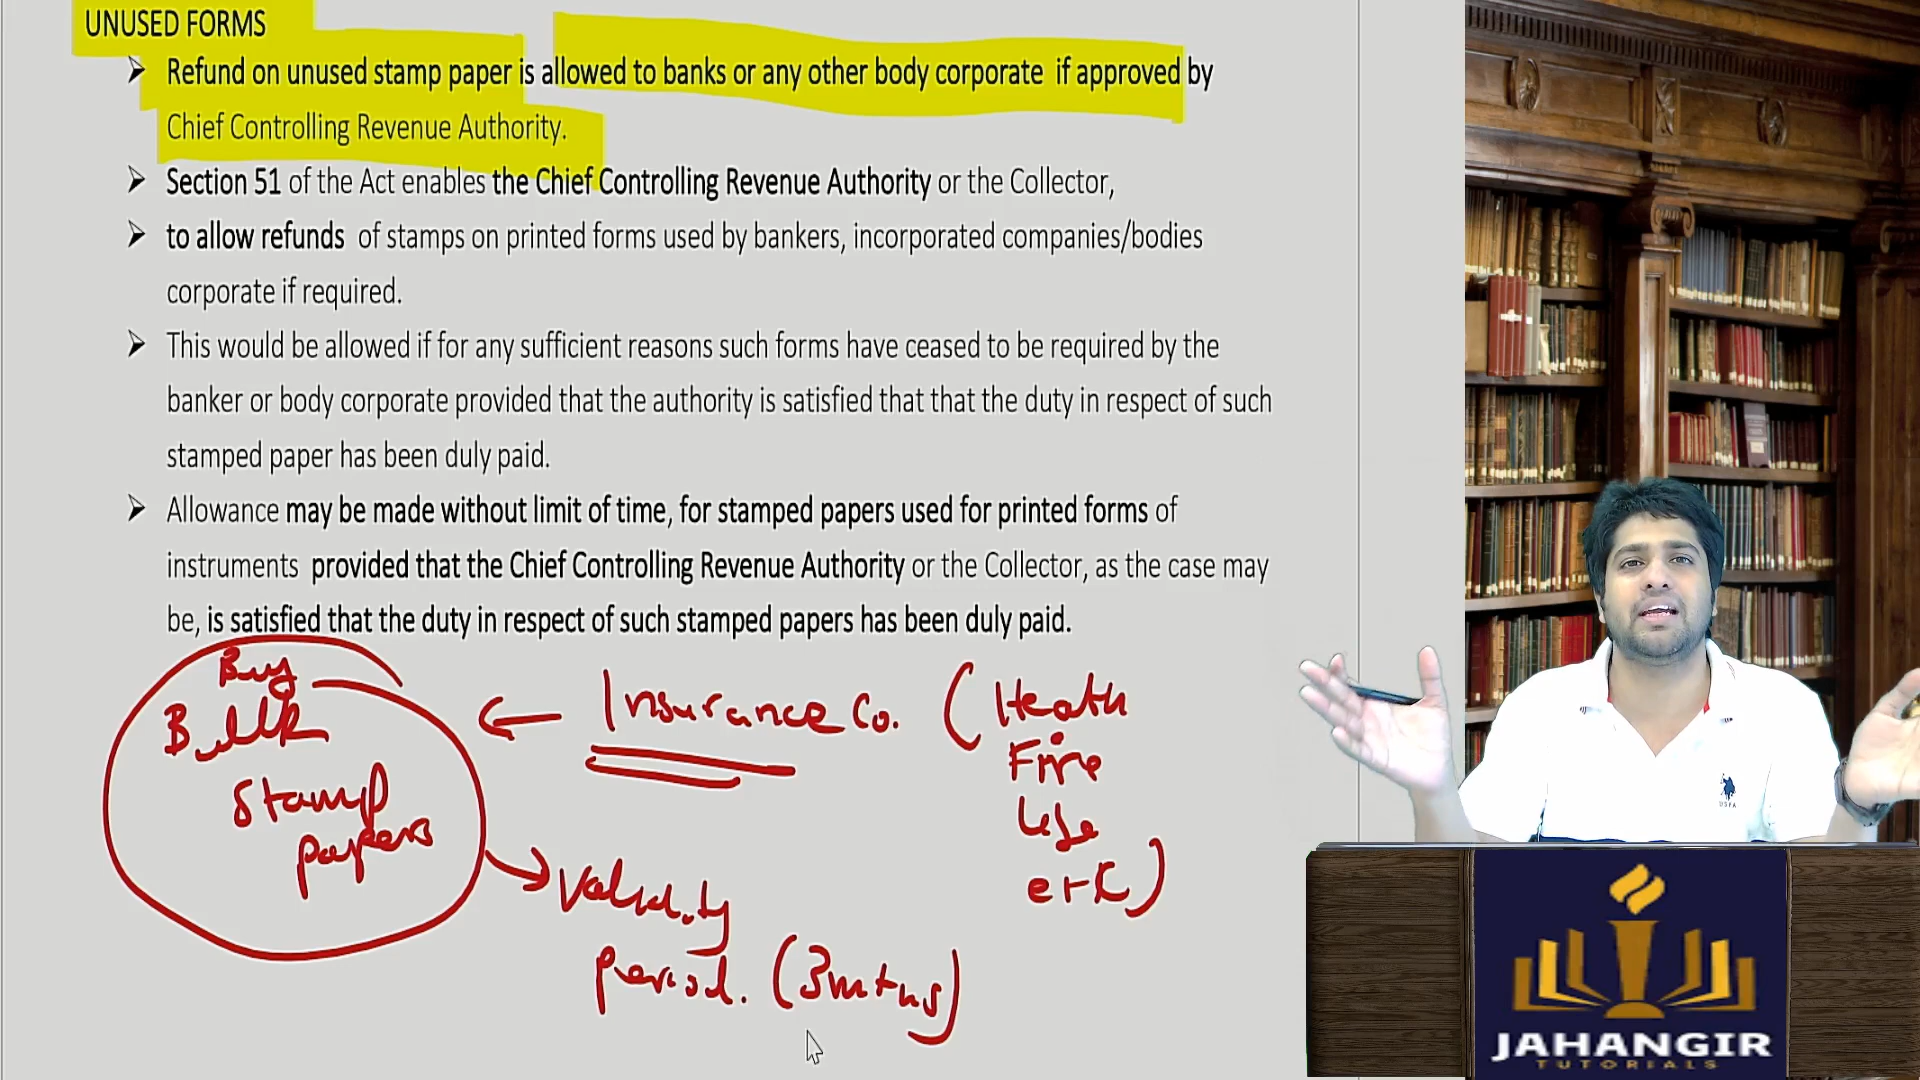 UNUSED FORMS
Refund on unused stamp paper is allowed to banks or any other body corporate if approved by
Chief Controlling Revenue Authority.
Section 51 of the Act enables the Chief Controlling Revenue Authority or the Collector,
to allow refunds of stamps on printed forms used by bankers, incorporated companies/bodies
corporate if required.
This would be allowed if for any sufficient reasons such forms have ceased to be required by the
banker or body corporate provided that the authority is satisfied that that the duty in respect of such
stamped paper has been duly paid.
Allowance may be made without limit of time, for stamped papers used for printed forms of
instruments provided that the Chief Controlling Revenue Authority or the Collector, as the case may
be, is satisfied that the duty in respect of such stamped papers has been duly paid.
Buy
Bulk
Stamp
papers
Insurance Co. (Heath
Fire
Life
etc)
Validity
period. (3mths)
USPA
JAHANGIR
TUTORIALS